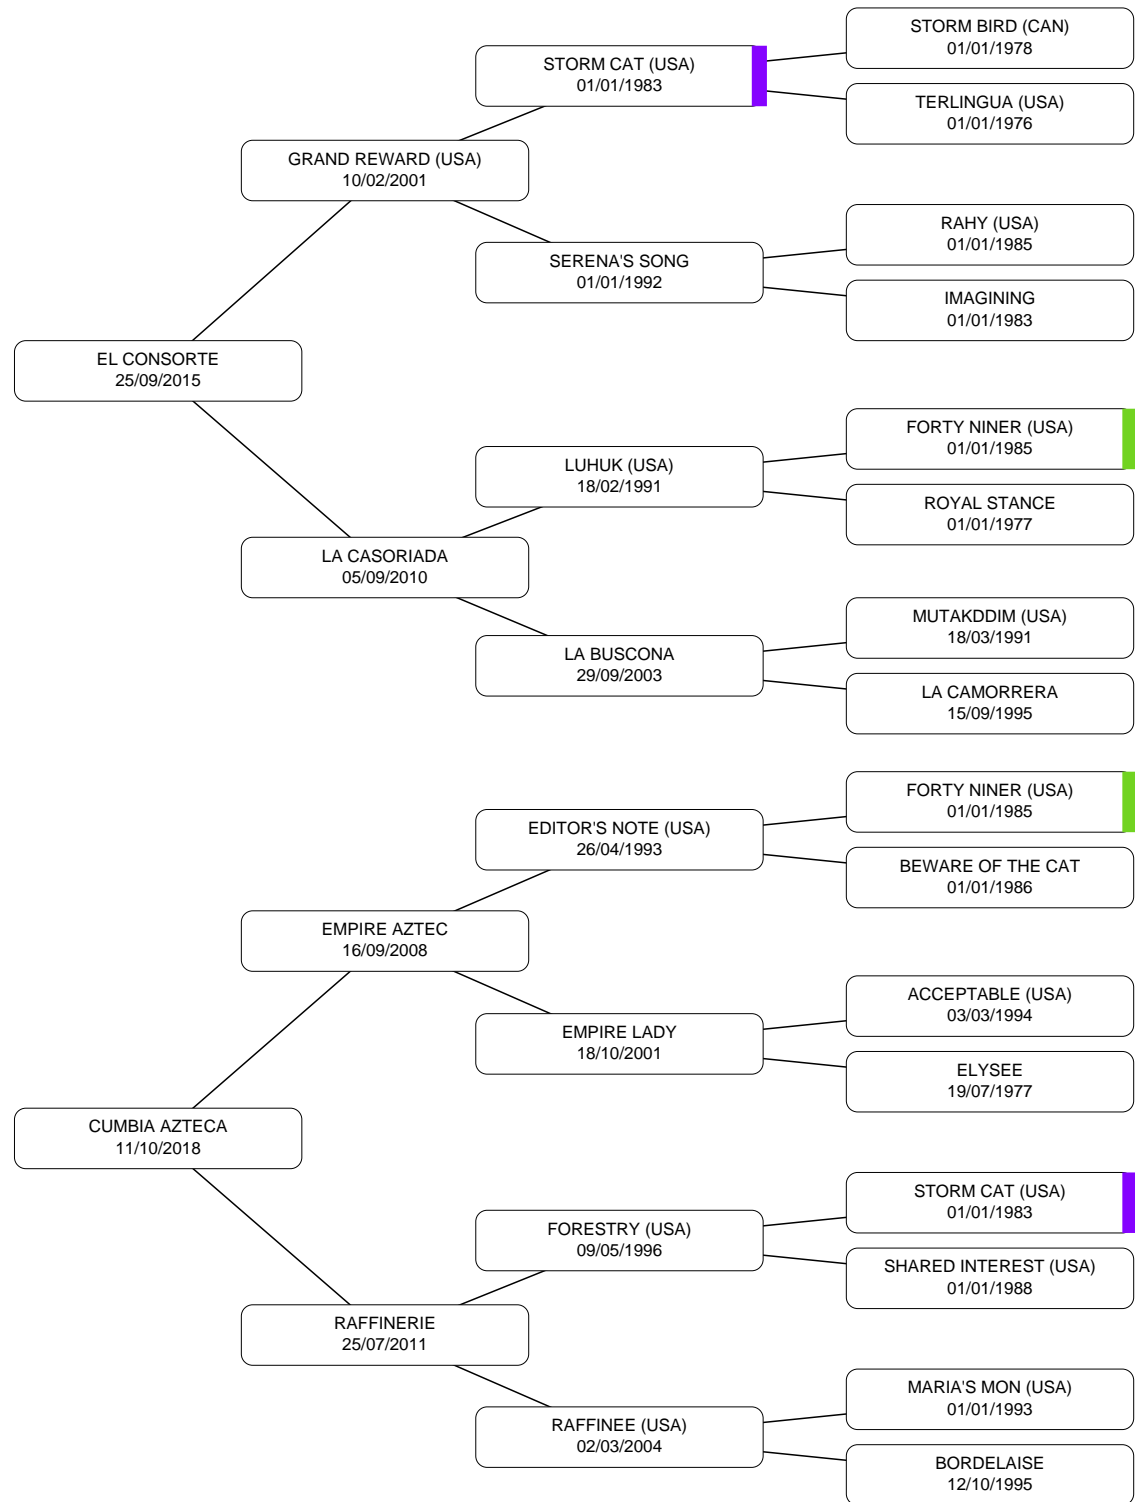 STORM BIRD (CAN)
01/01/1978
STORM CAT (USA)
01/01/1983
TERLINGUA (USA)
01/01/1976
GRAND REWARD (USA)
10/02/2001
RAHY (USA)
01/01/1985
SERENA'S SONG
01/01/1992
IMAGINING
01/01/1983
EL CONSORTE
25/09/2015
FORTY NINER (USA)
01/01/1985
LUHUK (USA)
18/02/1991
ROYAL STANCE
01/01/1977
LA CASORIADA
05/09/2010
MUTAKDDIM (USA)
18/03/1991
LA BUSCONA
29/09/2003
LA CAMORRERA
15/09/1995
FORTY NINER (USA)
01/01/1985
EDITOR'S NOTE (USA)
26/04/1993
BEWARE OF THE CAT
01/01/1986
EMPIRE AZTEC
16/09/2008
ACCEPTABLE (USA)
03/03/1994
EMPIRE LADY
18/10/2001
ELYSEE
19/07/1977
CUMBIA AZTECA
11/10/2018
STORM CAT (USA)
01/01/1983
FORESTRY (USA)
09/05/1996
SHARED INTEREST (USA)
01/01/1988
RAFFINERIE
25/07/2011
MARIA'S MON (USA)
01/01/1993
RAFFINEE (USA)
02/03/2004
BORDELAISE
12/10/1995